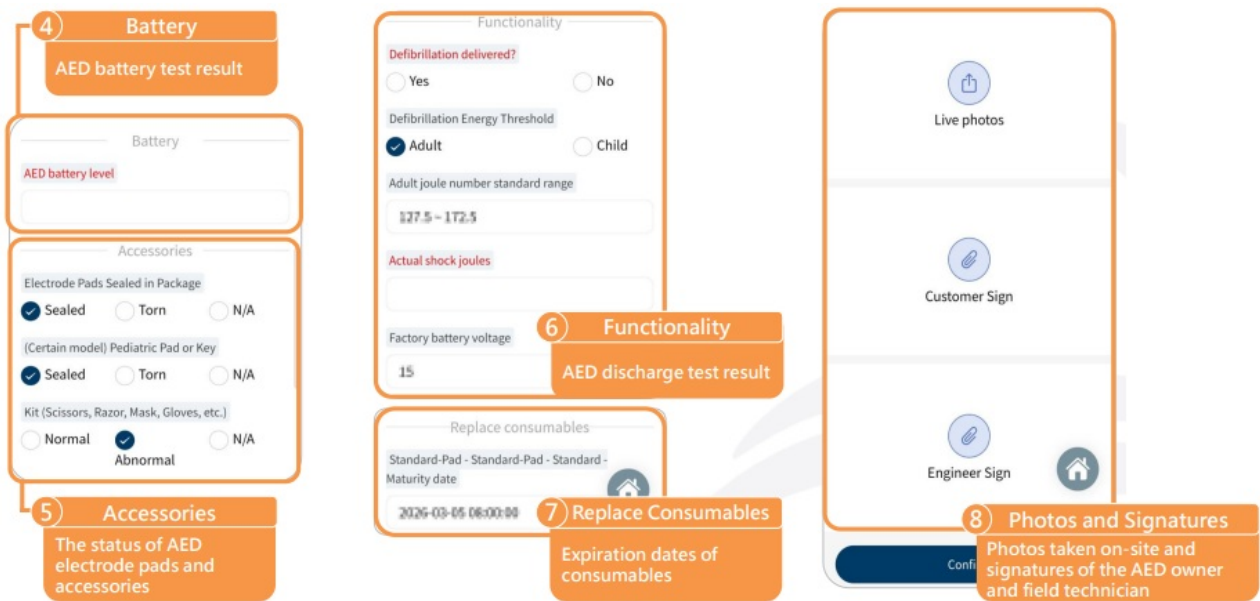 4 Battery
AED battery test result
Battery
AED battery level
Accessories
Electrode Pads Sealed in Package
Sealed Torn N/A
(Certain model) Pediatric Pad or Key
Sealed Torn N/A
Kit (Scissors, Razor, Mask, Gloves, etc.)
Normal Abnormal N/A
5 Accessories
The status of AED
electrode pads and
accessories
Functionality
Defibrillation delivered?
Yes No
Defibrillation Energy Threshold
Adult Child
Adult joule number standard range
127.5 ~ 172.5
Actual shock joules
Factory battery voltage
15
6 Functionality
AED discharge test result
Replace consumables
Standard-Pad - Standard-Pad - Standard -
Maturity date
2026-03-05 08:00:00
7 Replace Consumables
Expiration dates of
consumables
Live photos
Customer Sign
Engineer Sign
Confi
8 Photos and Signatures
Photos taken on-site and
signatures of the AED owner
and field technician